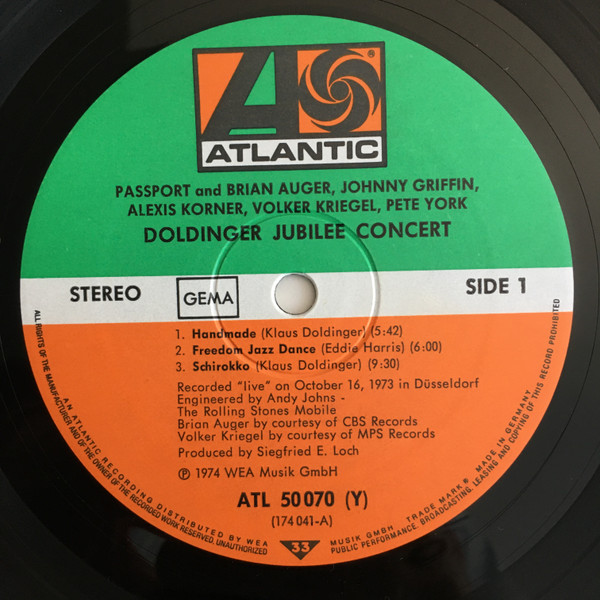 ATLANTIC
PASSPORT and BRIAN AUGER, JOHNNY GRIFFIN,
ALEXIS KORNER, VOLKER KRIEGEL, PETE YORK
DOLDINGER JUBILEE CONCERT
STEREO
GEMA
SIDE 1
1. Handmade (Klaus Doldinger) (5:42)
2. Freedom Jazz Dance (Eddie Harris) (6:00)
3. Schirokko (Klaus Doldinger) (9:30)
Recorded "live" on October 16, 1973 in Düsseldorf
Engineered by Andy Johns -
The Rolling Stones Mobile
Brian Auger by courtesy of CBS Records
Volker Kriegel by courtesy of MPS Records
Produced by Siegfried E. Loch
Ⓟ 1974 WEA Musik GmbH
ATL 50070 (Y)
(174 041-A)
33
ALL RIGHTS OF THE MANUFACTURER AND OF THE OWNER OF THE RECORDED WORK RESERVED, UNAUTHORIZED PUBLIC PERFORMANCE, BROADCASTING, LEASING AND COPYING OF THIS RECORD PROHIBITED
AN ATLANTIC RECORDING DISTRIBUTED BY WEA MUSIK GMBH TRADE MARK® MADE IN GERMANY